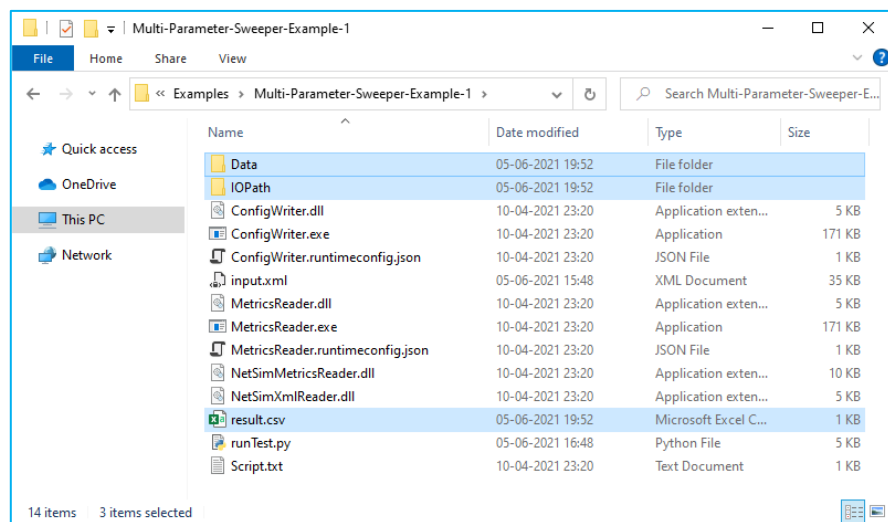 Multi-Parameter-Sweeper-Example-1
File Home Share View
« Examples > Multi-Parameter-Sweeper-Example-1 > Search Multi-Parameter-Sweeper-E...
Quick access
OneDrive
This PC
Network
Name Date modified Type Size
Data 05-06-2021 19:52 File folder
IOPath 05-06-2021 19:52 File folder
ConfigWriter.dll 10-04-2021 23:20 Application exten... 5 KB
ConfigWriter.exe 10-04-2021 23:20 Application 171 KB
ConfigWriter.runtimeconfig.json 10-04-2021 23:20 JSON File 1 KB
input.xml 05-06-2021 15:48 XML Document 35 KB
MetricsReader.dll 10-04-2021 23:20 Application exten... 5 KB
MetricsReader.exe 10-04-2021 23:20 Application 171 KB
MetricsReader.runtimeconfig.json 10-04-2021 23:20 JSON File 1 KB
NetSimMetricsReader.dll 10-04-2021 23:20 Application exten... 10 KB
NetSimXmlReader.dll 10-04-2021 23:20 Application exten... 5 KB
result.csv 05-06-2021 19:52 Microsoft Excel C... 1 KB
runTest.py 05-06-2021 16:48 Python File 5 KB
Script.txt 10-04-2021 23:20 Text Document 1 KB
14 items 3 items selected